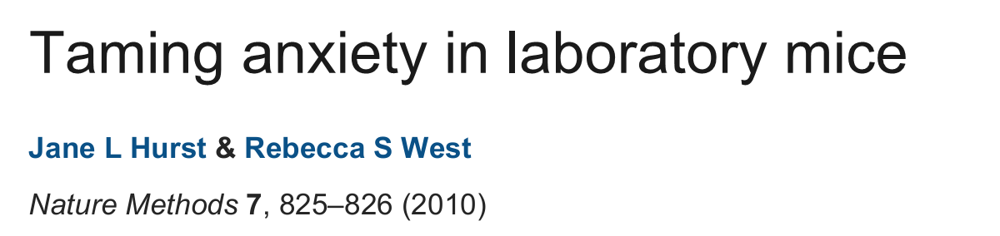 Taming anxiety in laboratory mice
Jane L Hurst & Rebecca S West
Nature Methods 7, 825–826 (2010)